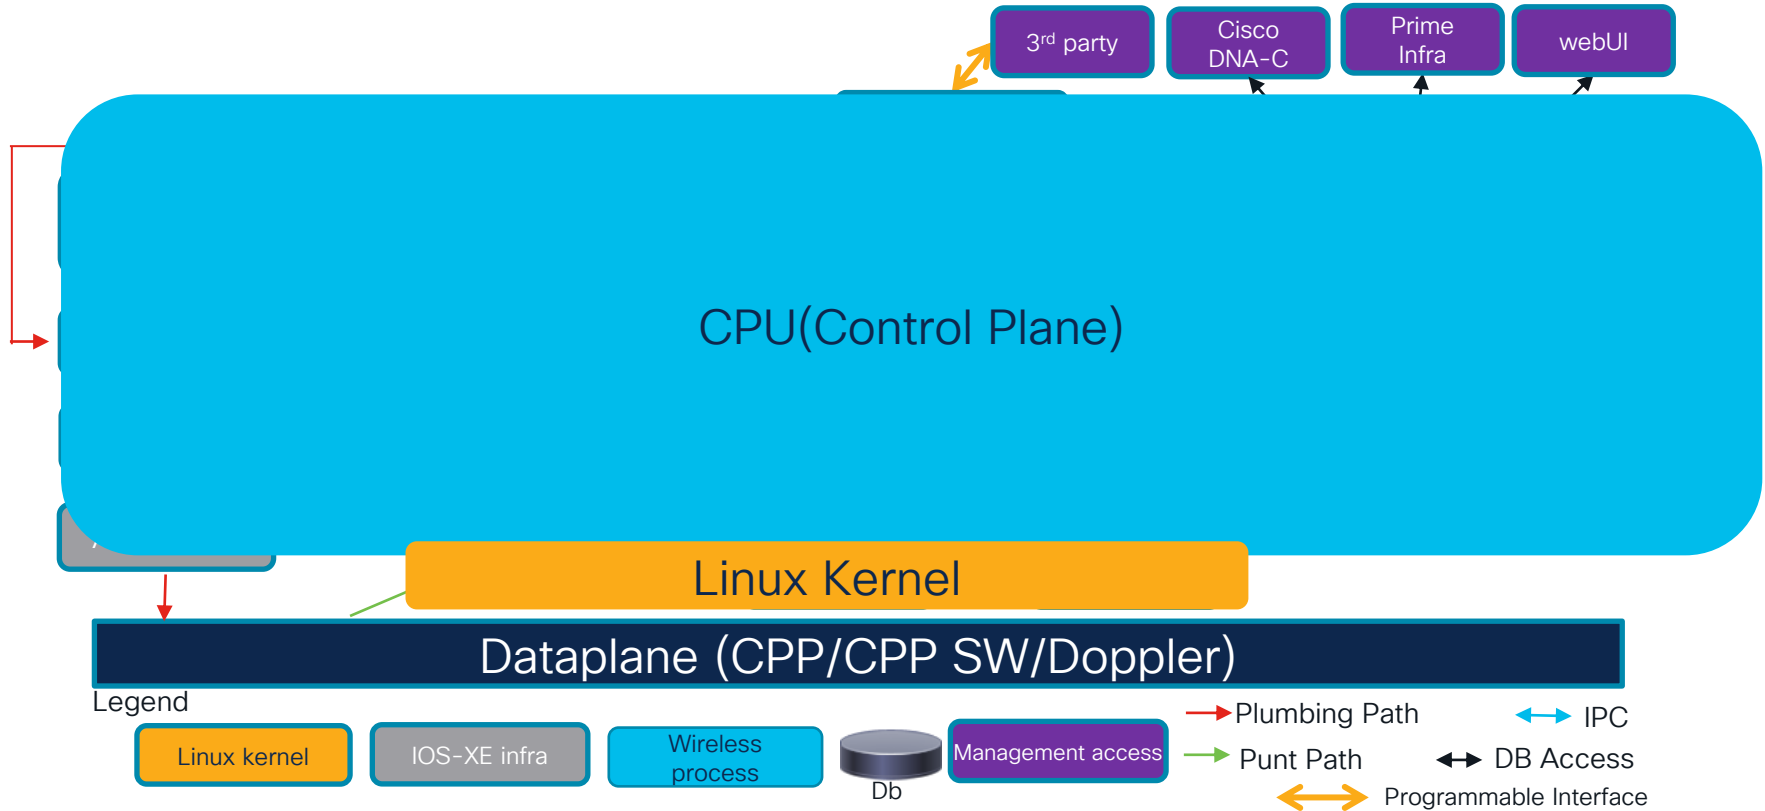 3rd party
Cisco
DNA-C
Prime
Infra
webUI
CPU(Control Plane)
Linux Kernel
Dataplane (CPP/CPP SW/Doppler)
Legend
Linux kernel
IOS-XE infra
Wireless
process
Db
Management access
Plumbing Path
IPC
Punt Path
DB Access
Programmable Interface